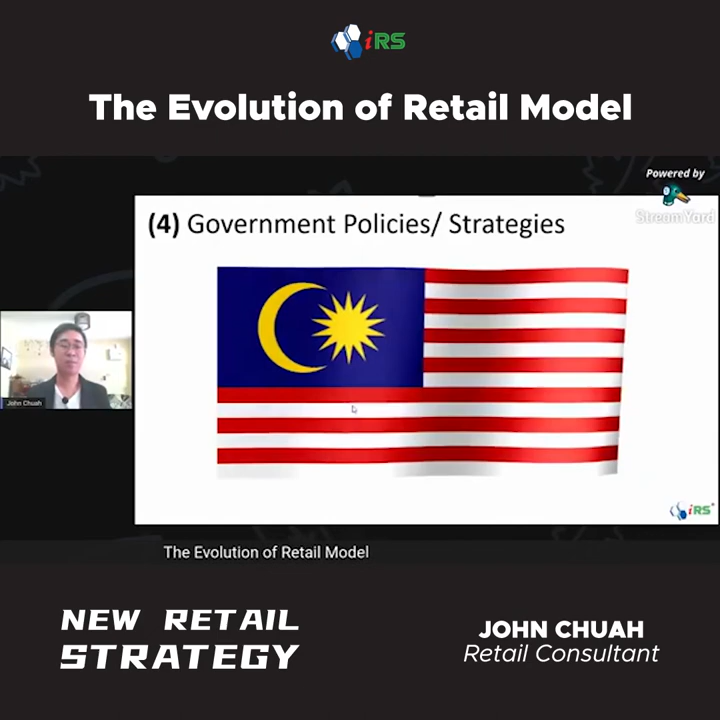 iRS
The Evolution of Retail Model
Powered by
StreamYard
(4) Government Policies/ Strategies
John Chuah
iRS
The Evolution of Retail Model
NEW RETAIL
STRATEGY
JOHN CHUAH
Retail Consultant